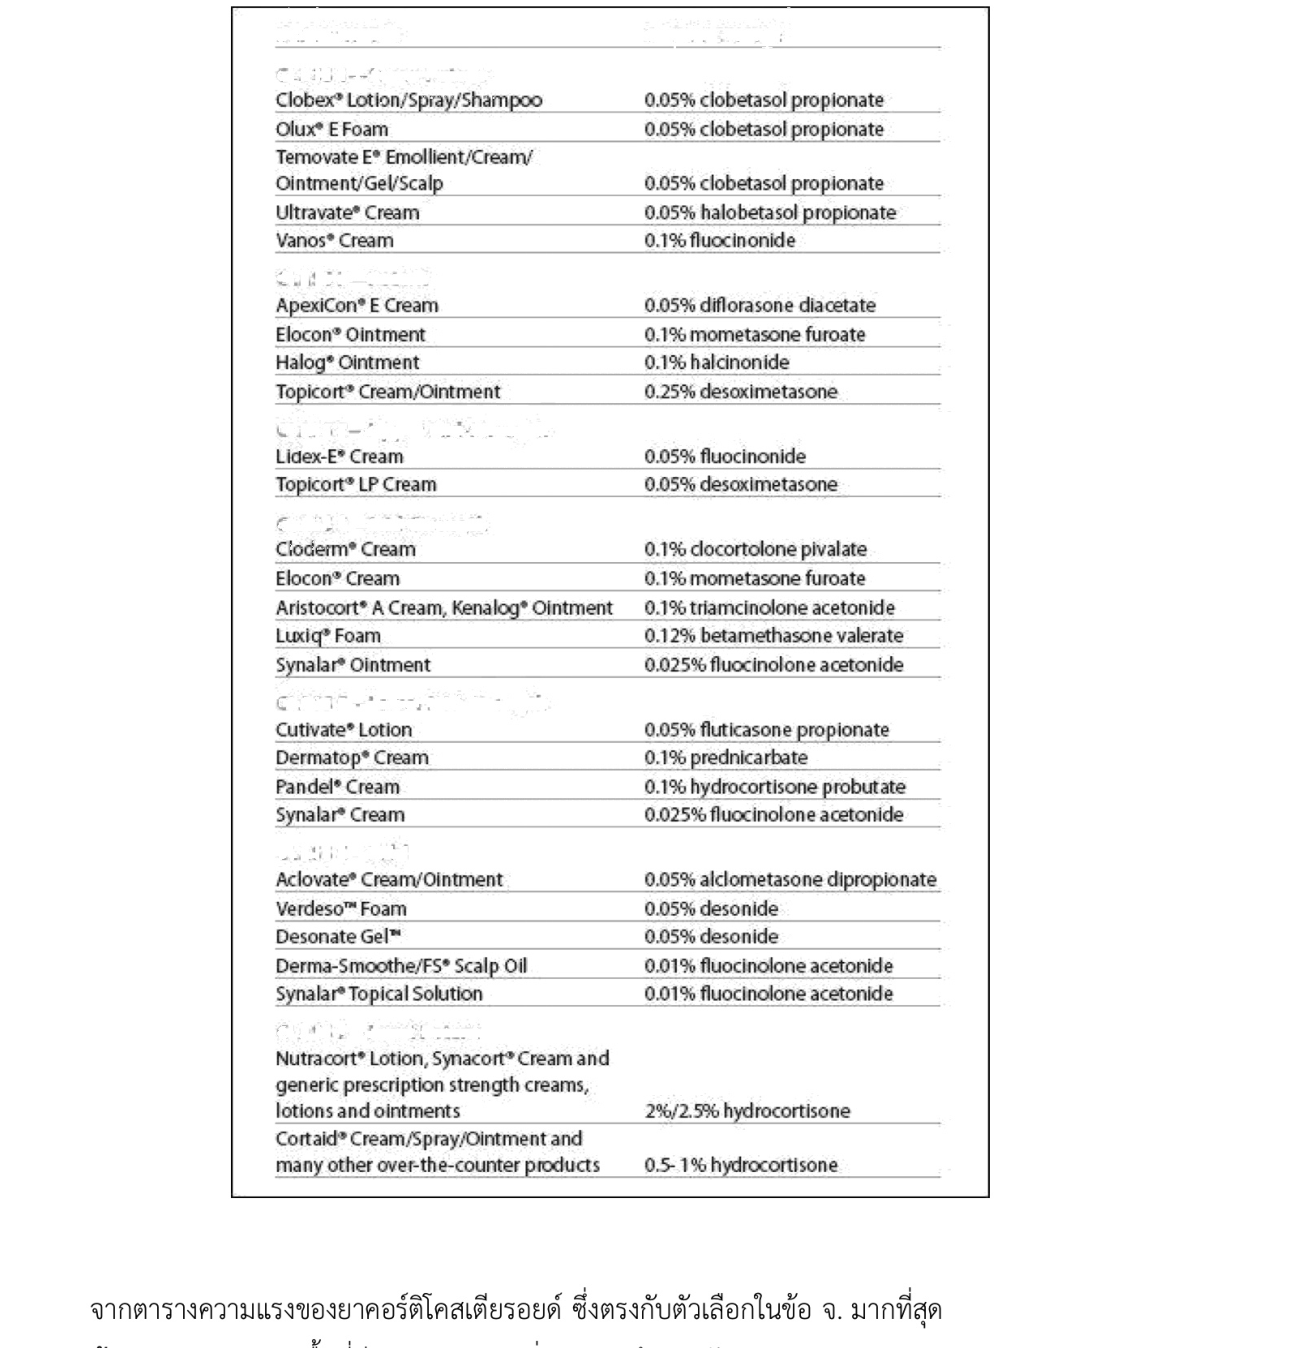 Clobex® Lotion/Spray/Shampoo 0.05% clobetasol propionate
Olux® E Foam 0.05% clobetasol propionate
Temovate E® Emollient/Cream/
Ointment/Gel/Scalp 0.05% clobetasol propionate
Ultravate® Cream 0.05% halobetasol propionate
Vanos® Cream 0.1% fluocinonide
ApexiCon® E Cream 0.05% diflorasone diacetate
Elocon® Ointment 0.1% mometasone furoate
Halog® Ointment 0.1% halcinonide
Topicort® Cream/Ointment 0.25% desoximetasone
Lidex-E® Cream 0.05% fluocinonide
Topicort® LP Cream 0.05% desoximetasone
Cloderm® Cream 0.1% clocortolone pivalate
Elocon® Cream 0.1% mometasone furoate
Aristocort® A Cream, Kenalog® Ointment 0.1% triamcinolone acetonide
Luxiq® Foam 0.12% betamethasone valerate
Synalar® Ointment 0.025% fluocinolone acetonide
Cutivate® Lotion 0.05% fluticasone propionate
Dermatop® Cream 0.1% prednicarbate
Pandel® Cream 0.1% hydrocortisone probutate
Synalar® Cream 0.025% fluocinolone acetonide
Aclovate® Cream/Ointment 0.05% alclometasone dipropionate
Verdeso™ Foam 0.05% desonide
Desonate Gel™ 0.05% desonide
Derma-Smoothe/FS® Scalp Oil 0.01% fluocinolone acetonide
Synalar® Topical Solution 0.01% fluocinolone acetonide
Nutracort® Lotion, Synacort® Cream and
generic prescription strength creams,
lotions and ointments 2%/2.5% hydrocortisone
Cortaid® Cream/Spray/Ointment and
many other over-the-counter products 0.5- 1% hydrocortisone
จากตารางความแรงของยาคอร์ติโคสเตียรอยด์ ซึ่งตรงกับตัวเลือกในข้อ จ. มากที่สุด